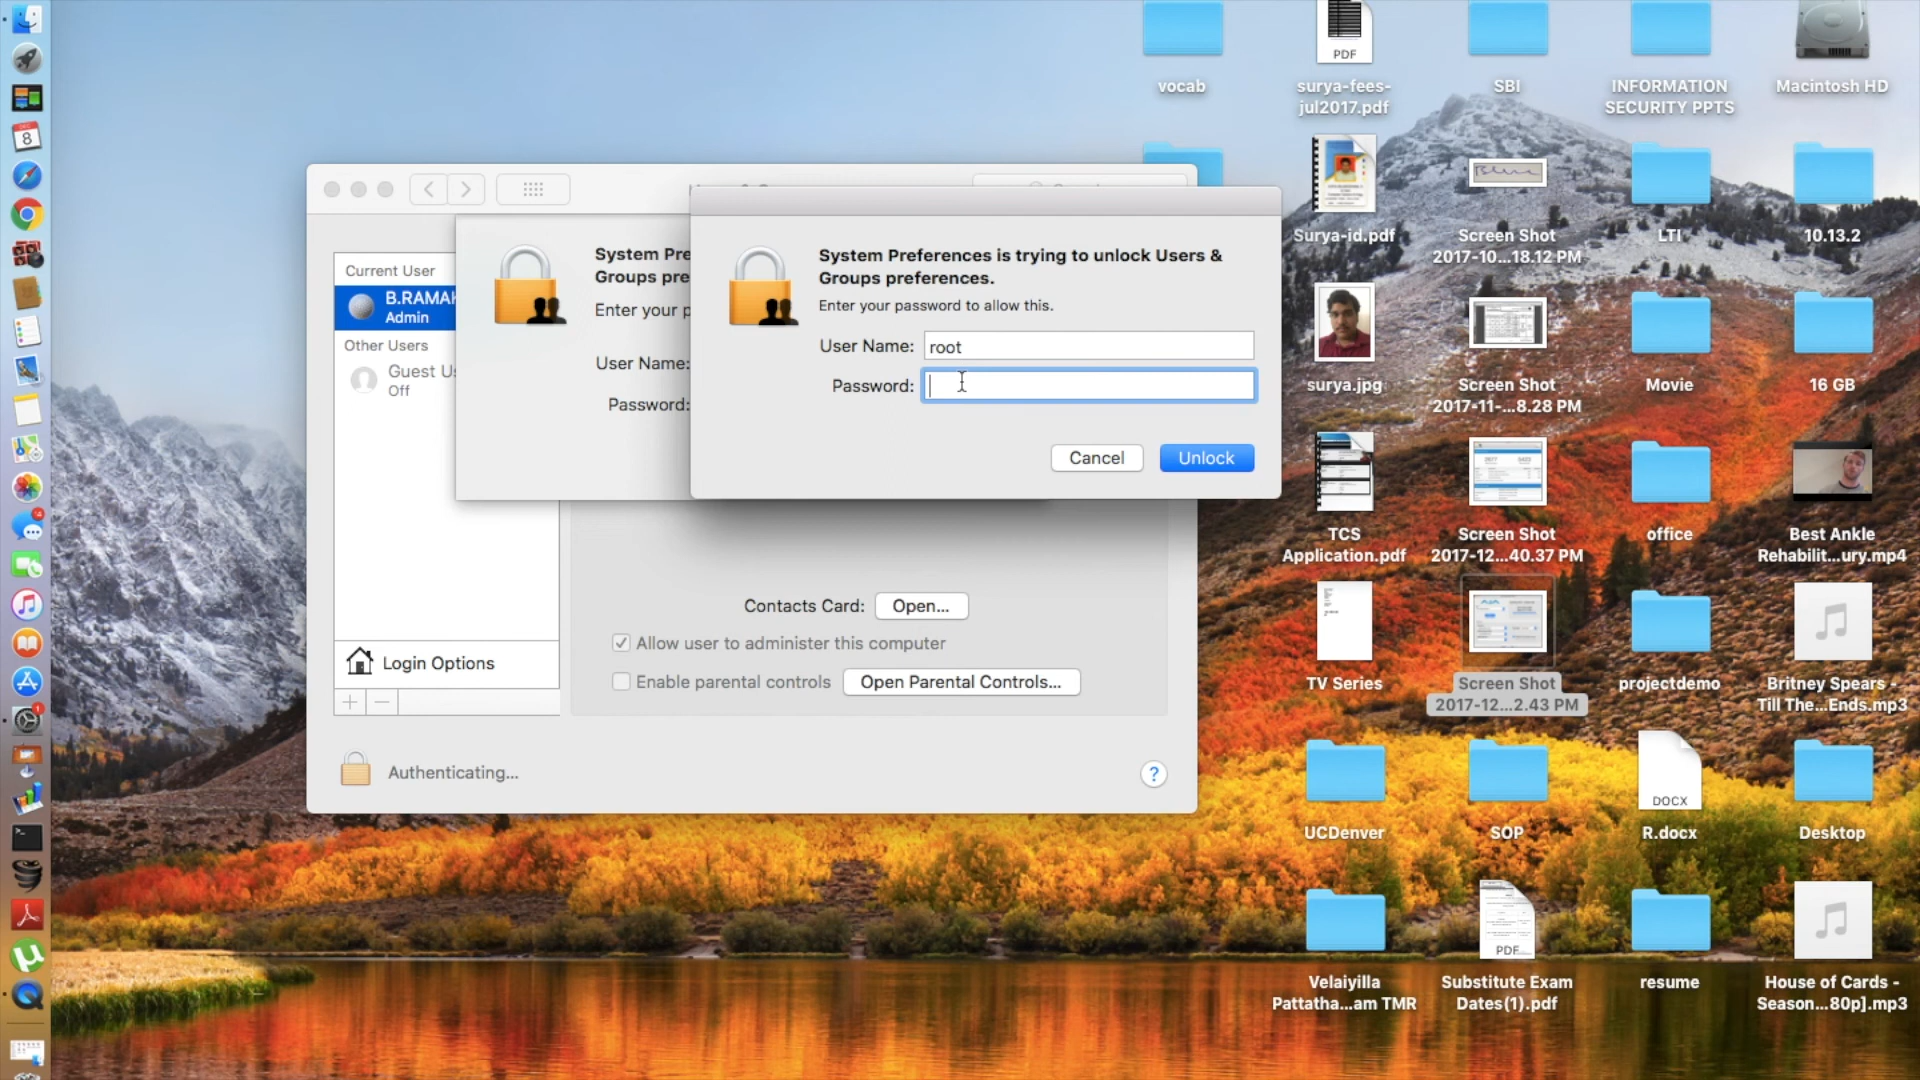 8
vocab
PDF
surya-fees-
jul2017.pdf
SBI
INFORMATION
SECURITY PPTS
Macintosh HD
Surya-id.pdf
Screen Shot
2017-10...18.12 PM
LTI
10.13.2
surya.jpg
Screen Shot
2017-11-...8.28 PM
Movie
16 GB
TCS
Application.pdf
Screen Shot
2017-12...40.37 PM
office
Best Ankle
Rehabilit...ury.mp4
TV Series
Screen Shot
2017-12...2.43 PM
projectdemo
Britney Spears -
Till The...Ends.mp3
UCDenver
SOP
DOCX
R.docx
Desktop
PDF
Velaiyilla
Pattatha...am TMR
Substitute Exam
Dates(1).pdf
resume
House of Cards -
Season...80p].mp3
Current User
B.RAMAK
Admin
Other Users
Guest Us
Off
Login Options
Authenticating...
System Pre
Groups pre
Enter your p
User Name:
Password:
System Preferences is trying to unlock Users &
Groups preferences.
Enter your password to allow this.
User Name: root
Password:
Cancel
Unlock
Contacts Card: Open...
Allow user to administer this computer
Enable parental controls
Open Parental Controls...
?